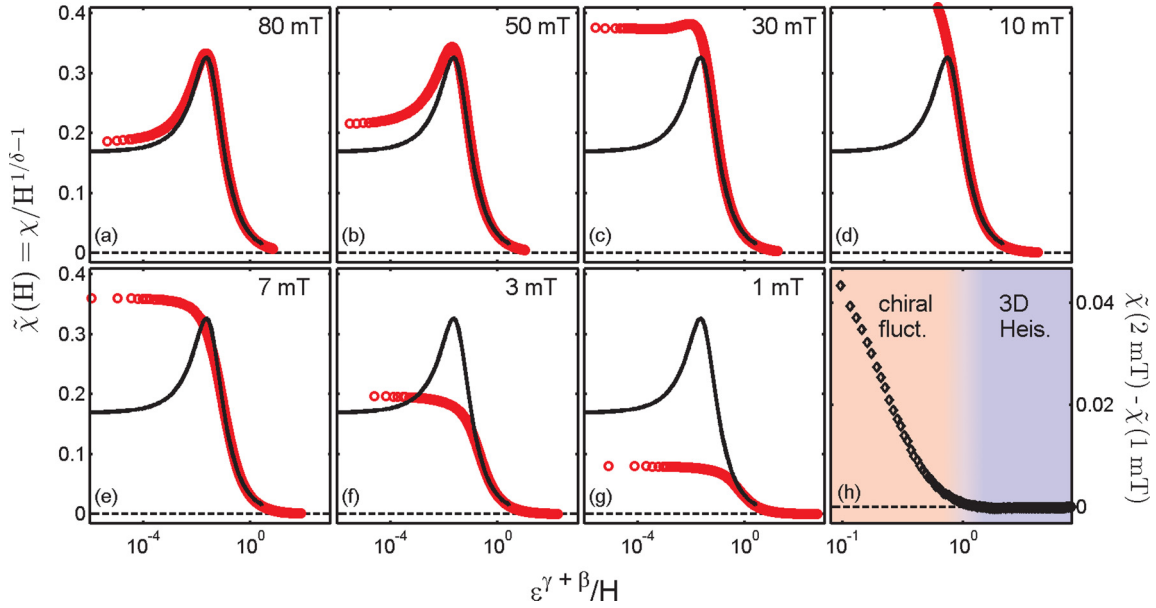 80 mT
50 mT
30 mT
10 mT
0.4
0.3
0.2
0.1
0
(a)
(b)
(c)
(d)
χ̃(H) = χ/H^{1/δ−1}
7 mT
3 mT
1 mT
chiral
fluct.
3D
Heis.
0.4
0.3
0.2
0.1
0
0.04
0.02
0
(e)
(f)
(g)
(h)
χ̃(2 mT) - χ̃(1 mT)
10^{-4} 10^{0}
10^{-4} 10^{0}
10^{-4} 10^{0}
10^{-1} 10^{0}
ε^{γ + β}/H